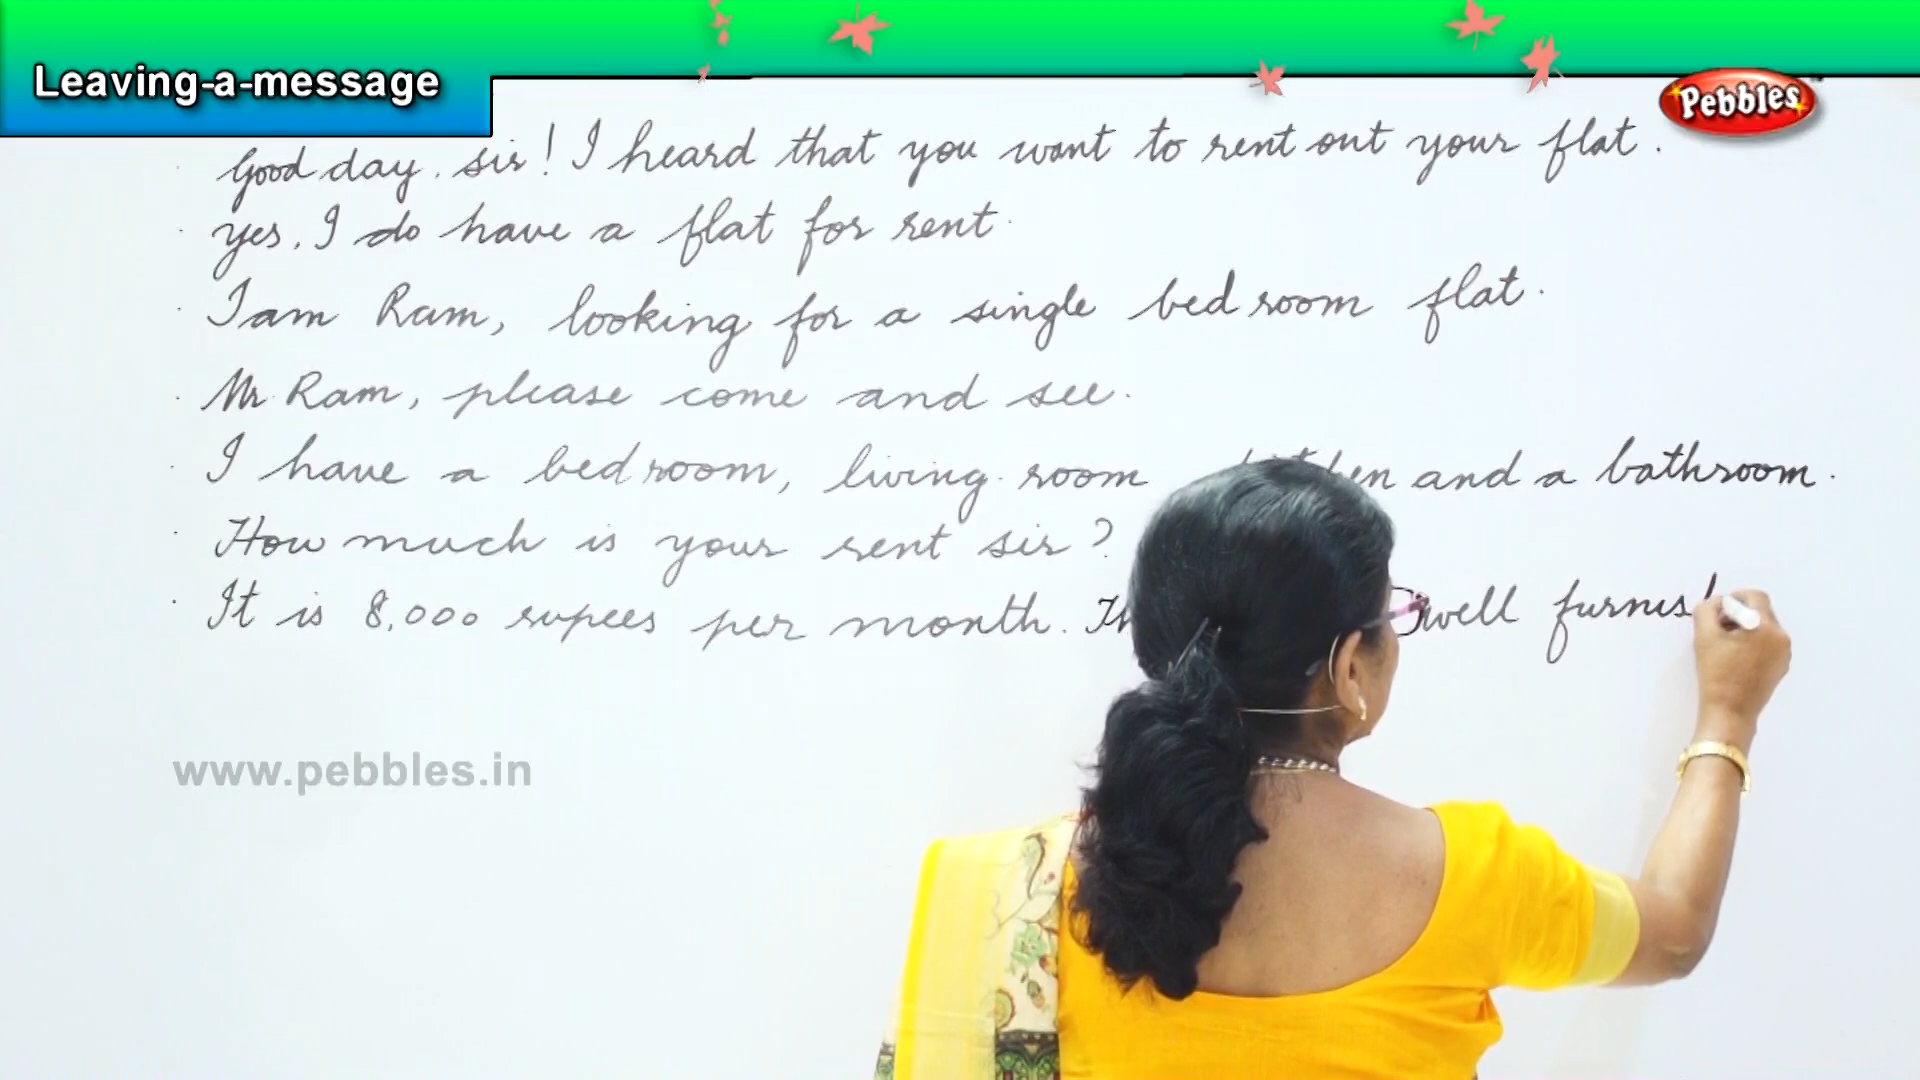 Leaving-a-message
Pebbles
Good day. sir! I heard that you want to rent out your flat.
yes. I do have a flat for rent.
I am Ram, looking for a single bed room flat.
Mr. Ram, please come and see.
I have a bedroom, living room and a bathroom.
How much is your rent sir?
It is 8,000 rupees per month. well furnis
www.pebbles.in